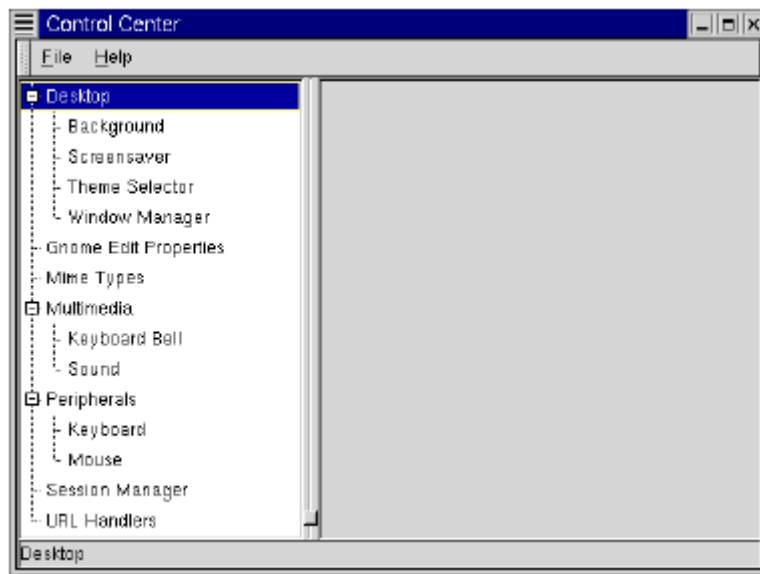 Control Center
File Help
Desktop
Background
Screensaver
Theme Selector
Window Manager
Gnome Edit Properties
Mime Types
Multimedia
Keyboard Bell
Sound
Peripherals
Keyboard
Mouse
Session Manager
URL Handlers
Desktop